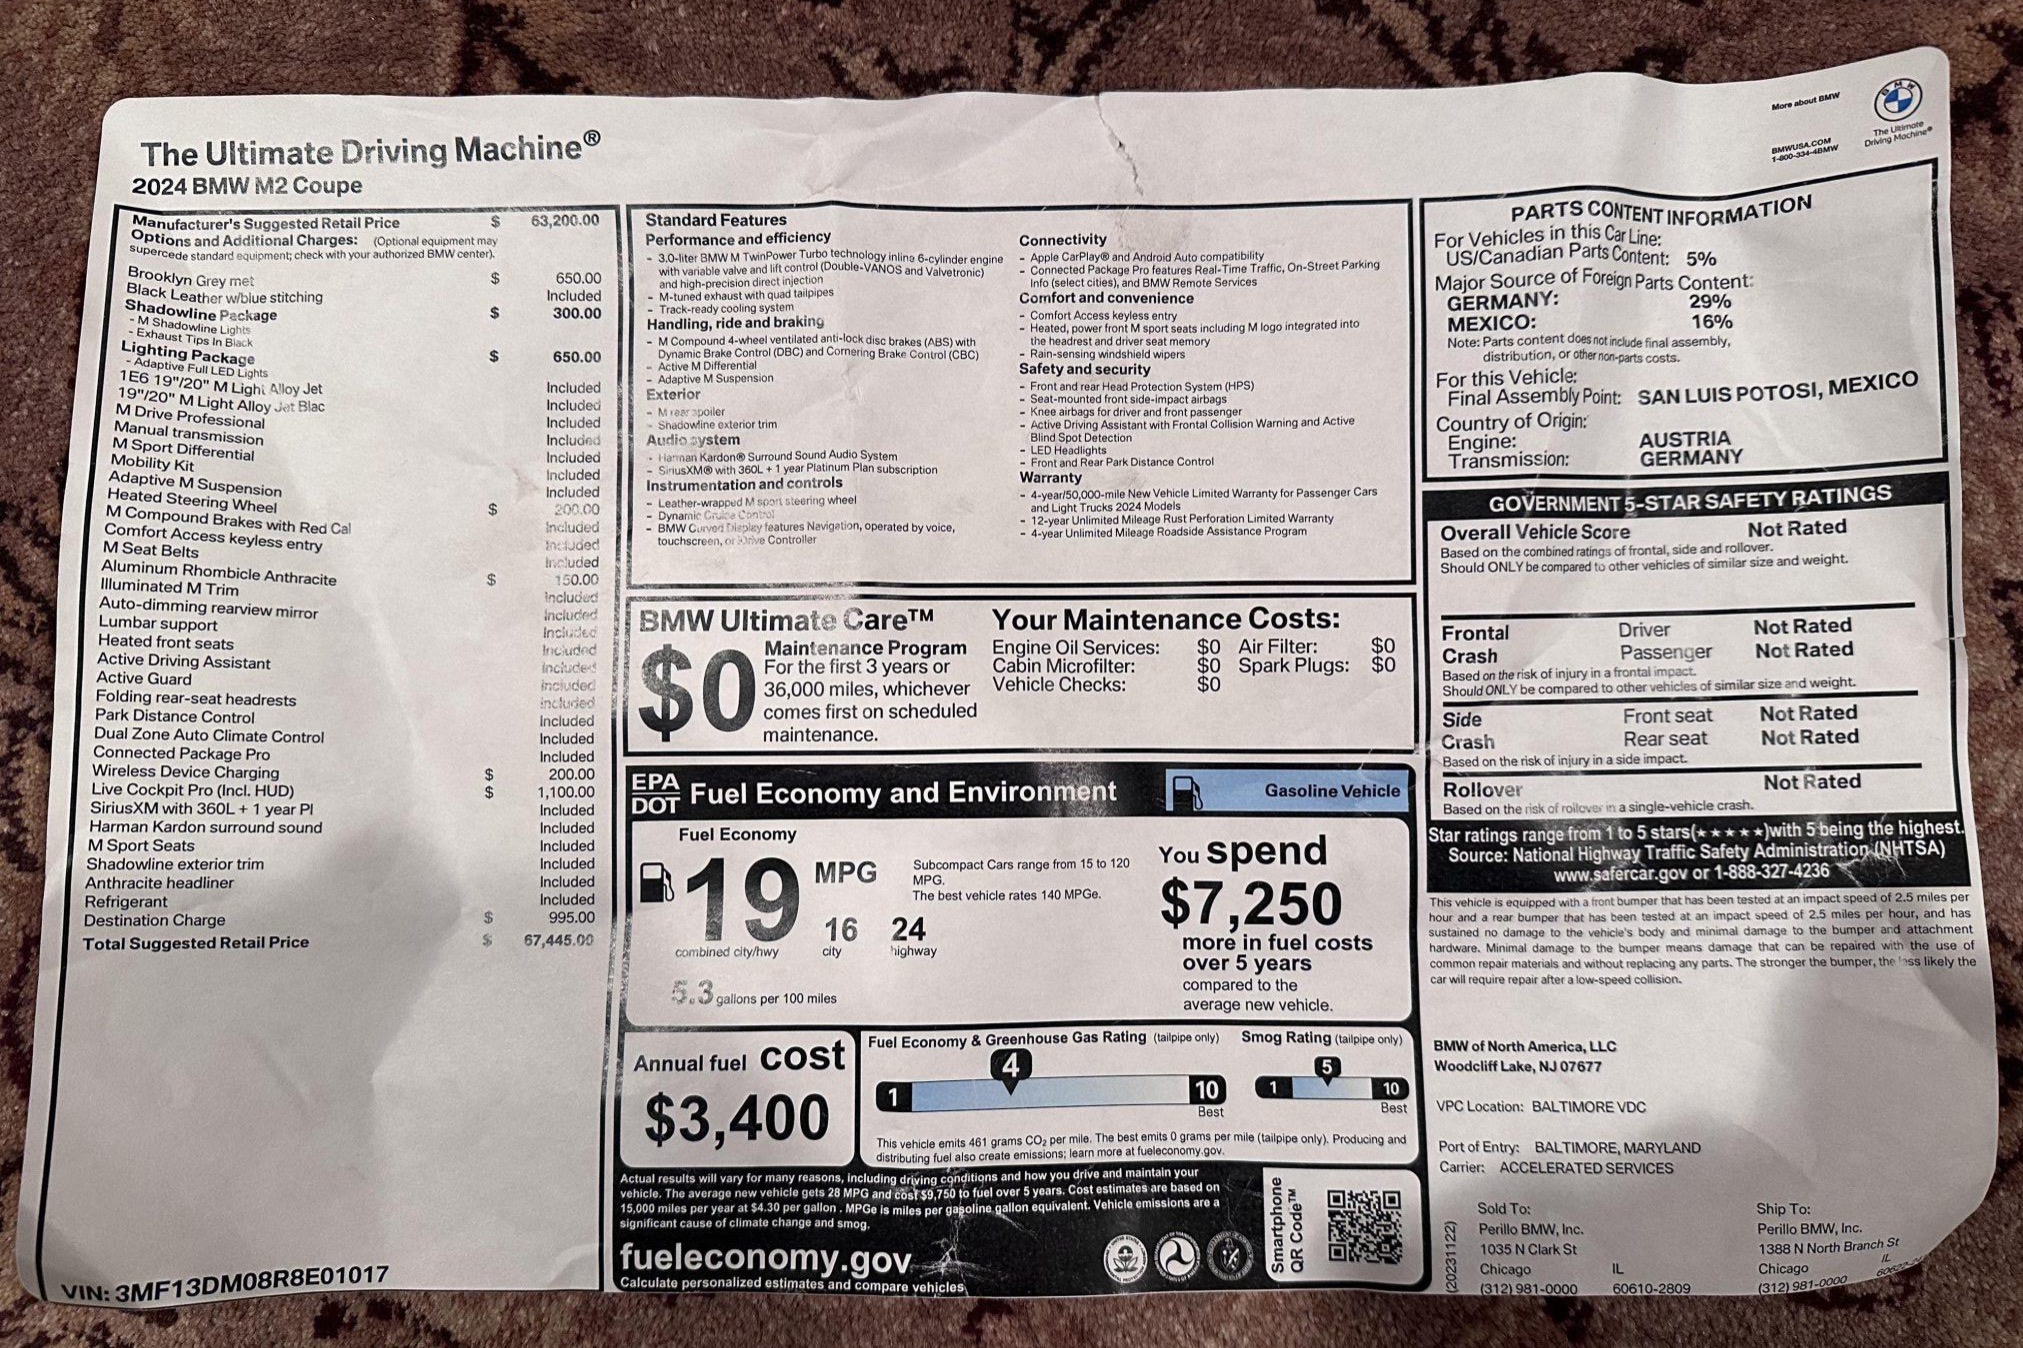 The Ultimate Driving Machine®
2024 BMW M2 Coupe
Manufacturer's Suggested Retail Price $ 63,200.00
Options and Additional Charges: (Optional equipment may
supercede standard equipment; check with your authorized BMW center).
Brooklyn Grey met $ 650.00
Black Leather w/blue stitching Included
Shadowline Package $ 300.00
- M Shadowline Lights
- Exhaust Tips In Black
Lighting Package $ 650.00
- Adaptive Full LED Lights
1E6 19"/20" M Light Alloy Jet Included
19"/20" M Light Alloy Jet Blac Included
M Drive Professional Included
Manual transmission Included
M Sport Differential Included
Mobility Kit Included
Adaptive M Suspension Included
Heated Steering Wheel $ 200.00
M Compound Brakes with Red Cal Included
Comfort Access keyless entry Included
M Seat Belts Included
Aluminum Rhombicle Anthracite $ 150.00
Illuminated M Trim Included
Auto-dimming rearview mirror Included
Lumbar support Included
Heated front seats Included
Active Driving Assistant Included
Active Guard Included
Folding rear-seat headrests Included
Park Distance Control Included
Dual Zone Auto Climate Control Included
Connected Package Pro Included
Wireless Device Charging $ 200.00
Live Cockpit Pro (Incl. HUD) $ 1,100.00
SiriusXM with 360L + 1 year Pl Included
Harman Kardon surround sound Included
M Sport Seats Included
Shadowline exterior trim Included
Anthracite headliner Included
Refrigerant Included
Destination Charge $ 995.00
Total Suggested Retail Price $ 67,445.00
VIN: 3MF13DM08R8E01017
Standard Features
Performance and efficiency
- 3.0-liter BMW M TwinPower Turbo technology inline 6-cylinder engine
with variable valve and lift control (Double-VANOS and Valvetronic)
and high-precision direct injection
- M-tuned exhaust with quad tailpipes
- Track-ready cooling system
Handling, ride and braking
- M Compound 4-wheel ventilated anti-lock disc brakes (ABS) with
Dynamic Brake Control (DBC) and Cornering Brake Control (CBC)
- Active M Differential
- Adaptive M Suspension
Exterior
- M rear spoiler
- Shadowline exterior trim
Audio system
- Harman Kardon® Surround Sound Audio System
- SiriusXM® with 360L + 1 year Platinum Plan subscription
Instrumentation and controls
- Leather-wrapped M sport steering wheel
- Dynamic Cruise Control
- BMW Curved Display features Navigation, operated by voice,
touchscreen, or iDrive Controller
Connectivity
- Apple CarPlay® and Android Auto compatibility
- Connected Package Pro features Real-Time Traffic, On-Street Parking
Info (select cities), and BMW Remote Services
Comfort and convenience
- Comfort Access keyless entry
- Heated, power front M sport seats including M logo integrated into
the headrest and driver seat memory
- Rain-sensing windshield wipers
Safety and security
- Front and rear Head Protection System (HPS)
- Seat-mounted front side-impact airbags
- Knee airbags for driver and front passenger
- Active Driving Assistant with Frontal Collision Warning and Active
Blind Spot Detection
- LED Headlights
- Front and Rear Park Distance Control
Warranty
- 4-year/50,000-mile New Vehicle Limited Warranty for Passenger Cars
and Light Trucks 2024 Models
- 12-year Unlimited Mileage Rust Perforation Limited Warranty
- 4-year Unlimited Mileage Roadside Assistance Program
BMW Ultimate Care™
$0
Maintenance Program
For the first 3 years or
36,000 miles, whichever
comes first on scheduled
maintenance.
Your Maintenance Costs:
Engine Oil Services: $0 Air Filter: $0
Cabin Microfilter: $0 Spark Plugs: $0
Vehicle Checks: $0
EPA
DOT
Fuel Economy and Environment
Gasoline Vehicle
Fuel Economy
19 MPG
combined city/hwy
16
city
24
highway
5.3 gallons per 100 miles
Subcompact Cars range from 15 to 120
MPG.
The best vehicle rates 140 MPGe.
You spend
$7,250
more in fuel costs
over 5 years
compared to the
average new vehicle.
Annual fuel cost
$3,400
Fuel Economy & Greenhouse Gas Rating (tailpipe only)
4
1 10
Best
Smog Rating (tailpipe only)
5
1 10
Best
This vehicle emits 461 grams CO₂ per mile. The best emits 0 grams per mile (tailpipe only). Producing and
distributing fuel also create emissions; learn more at fueleconomy.gov.
Actual results will vary for many reasons, including driving conditions and how you drive and maintain your
vehicle. The average new vehicle gets 28 MPG and cost $9,750 to fuel over 5 years. Cost estimates are based on
15,000 miles per year at $4.30 per gallon . MPGe is miles per gasoline gallon equivalent. Vehicle emissions are a
significant cause of climate change and smog.
fueleconomy.gov
Calculate personalized estimates and compare vehicles
Smartphone
QR Code™
More about BMW
BMWUSA.COM
1-800-334-4BMW
BMW
The Ultimate
Driving Machine®
PARTS CONTENT INFORMATION
For Vehicles in this Car Line:
US/Canadian Parts Content: 5%
Major Source of Foreign Parts Content:
GERMANY: 29%
MEXICO: 16%
Note: Parts content does not include final assembly,
distribution, or other non-parts costs.
For this Vehicle:
Final Assembly Point: SAN LUIS POTOSI, MEXICO
Country of Origin:
Engine: AUSTRIA
Transmission: GERMANY
GOVERNMENT 5-STAR SAFETY RATINGS
Overall Vehicle Score Not Rated
Based on the combined ratings of frontal, side and rollover.
Should ONLY be compared to other vehicles of similar size and weight.
Frontal Driver Not Rated
Crash Passenger Not Rated
Based on the risk of injury in a frontal impact.
Should ONLY be compared to other vehicles of similar size and weight.
Side Front seat Not Rated
Crash Rear seat Not Rated
Based on the risk of injury in a side impact.
Rollover Not Rated
Based on the risk of rollover in a single-vehicle crash.
Star ratings range from 1 to 5 stars(★★★★★)with 5 being the highest.
Source: National Highway Traffic Safety Administration (NHTSA)
www.safercar.gov or 1-888-327-4236
This vehicle is equipped with a front bumper that has been tested at an impact speed of 2.5 miles per
hour and a rear bumper that has been tested at an impact speed of 2.5 miles per hour, and has
sustained no damage to the vehicle's body and minimal damage to the bumper and attachment
hardware. Minimal damage to the bumper means damage that can be repaired with the use of
common repair materials and without replacing any parts. The stronger the bumper, the less likely the
car will require repair after a low-speed collision.
BMW of North America, LLC
Woodcliff Lake, NJ 07677
VPC Location: BALTIMORE VDC
Port of Entry: BALTIMORE, MARYLAND
Carrier: ACCELERATED SERVICES
(20231122)
Sold To:
Perillo BMW, Inc.
1035 N Clark St
Chicago IL
(312) 981-0000 60610-2809
Ship To:
Perillo BMW, Inc.
1388 N North Branch St
Chicago IL
(312) 981-0000